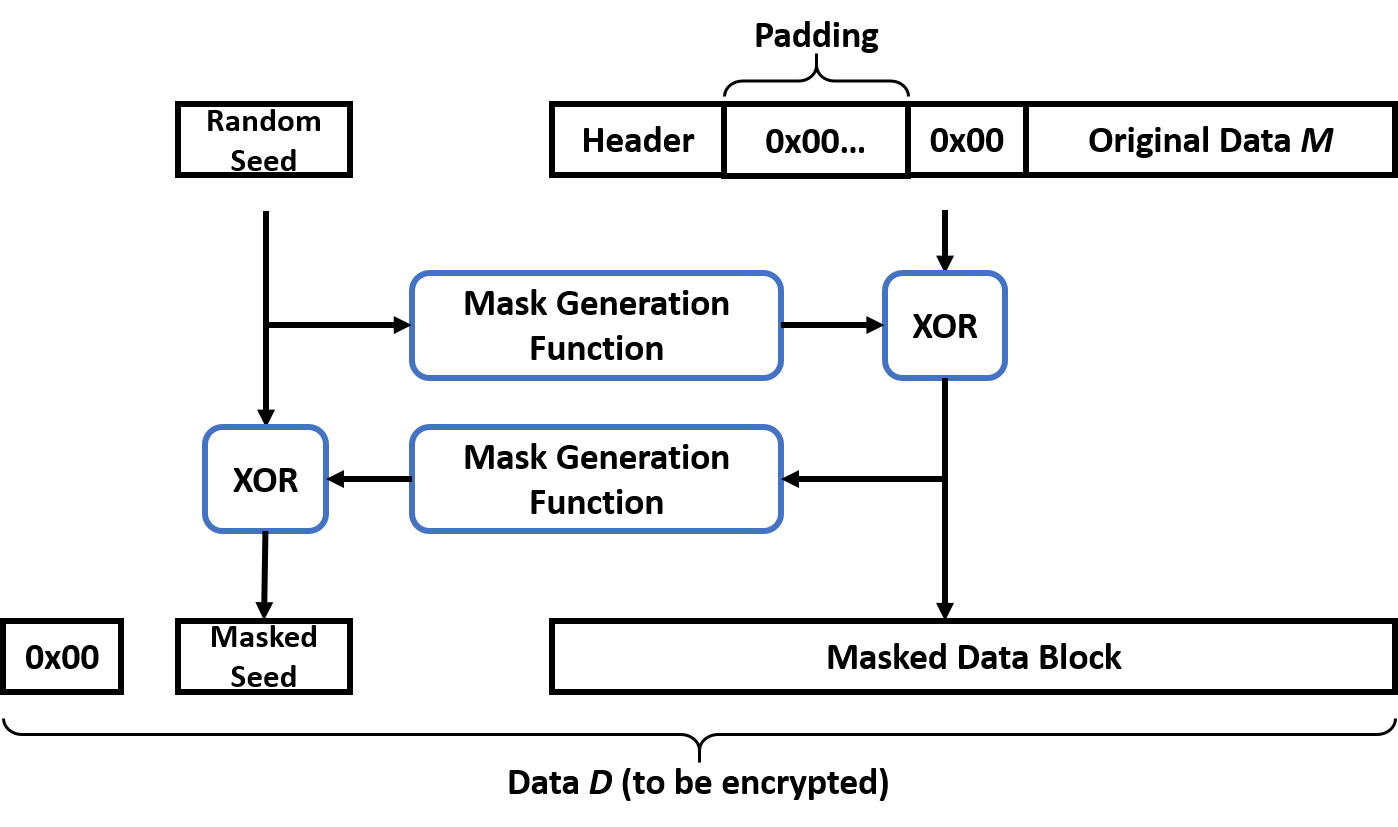 Padding
Random
Seed
Header
0x00...
0x00
Original Data M
Mask Generation
Function
XOR
XOR
Mask Generation
Function
0x00
Masked
Seed
Masked Data Block
Data D (to be encrypted)